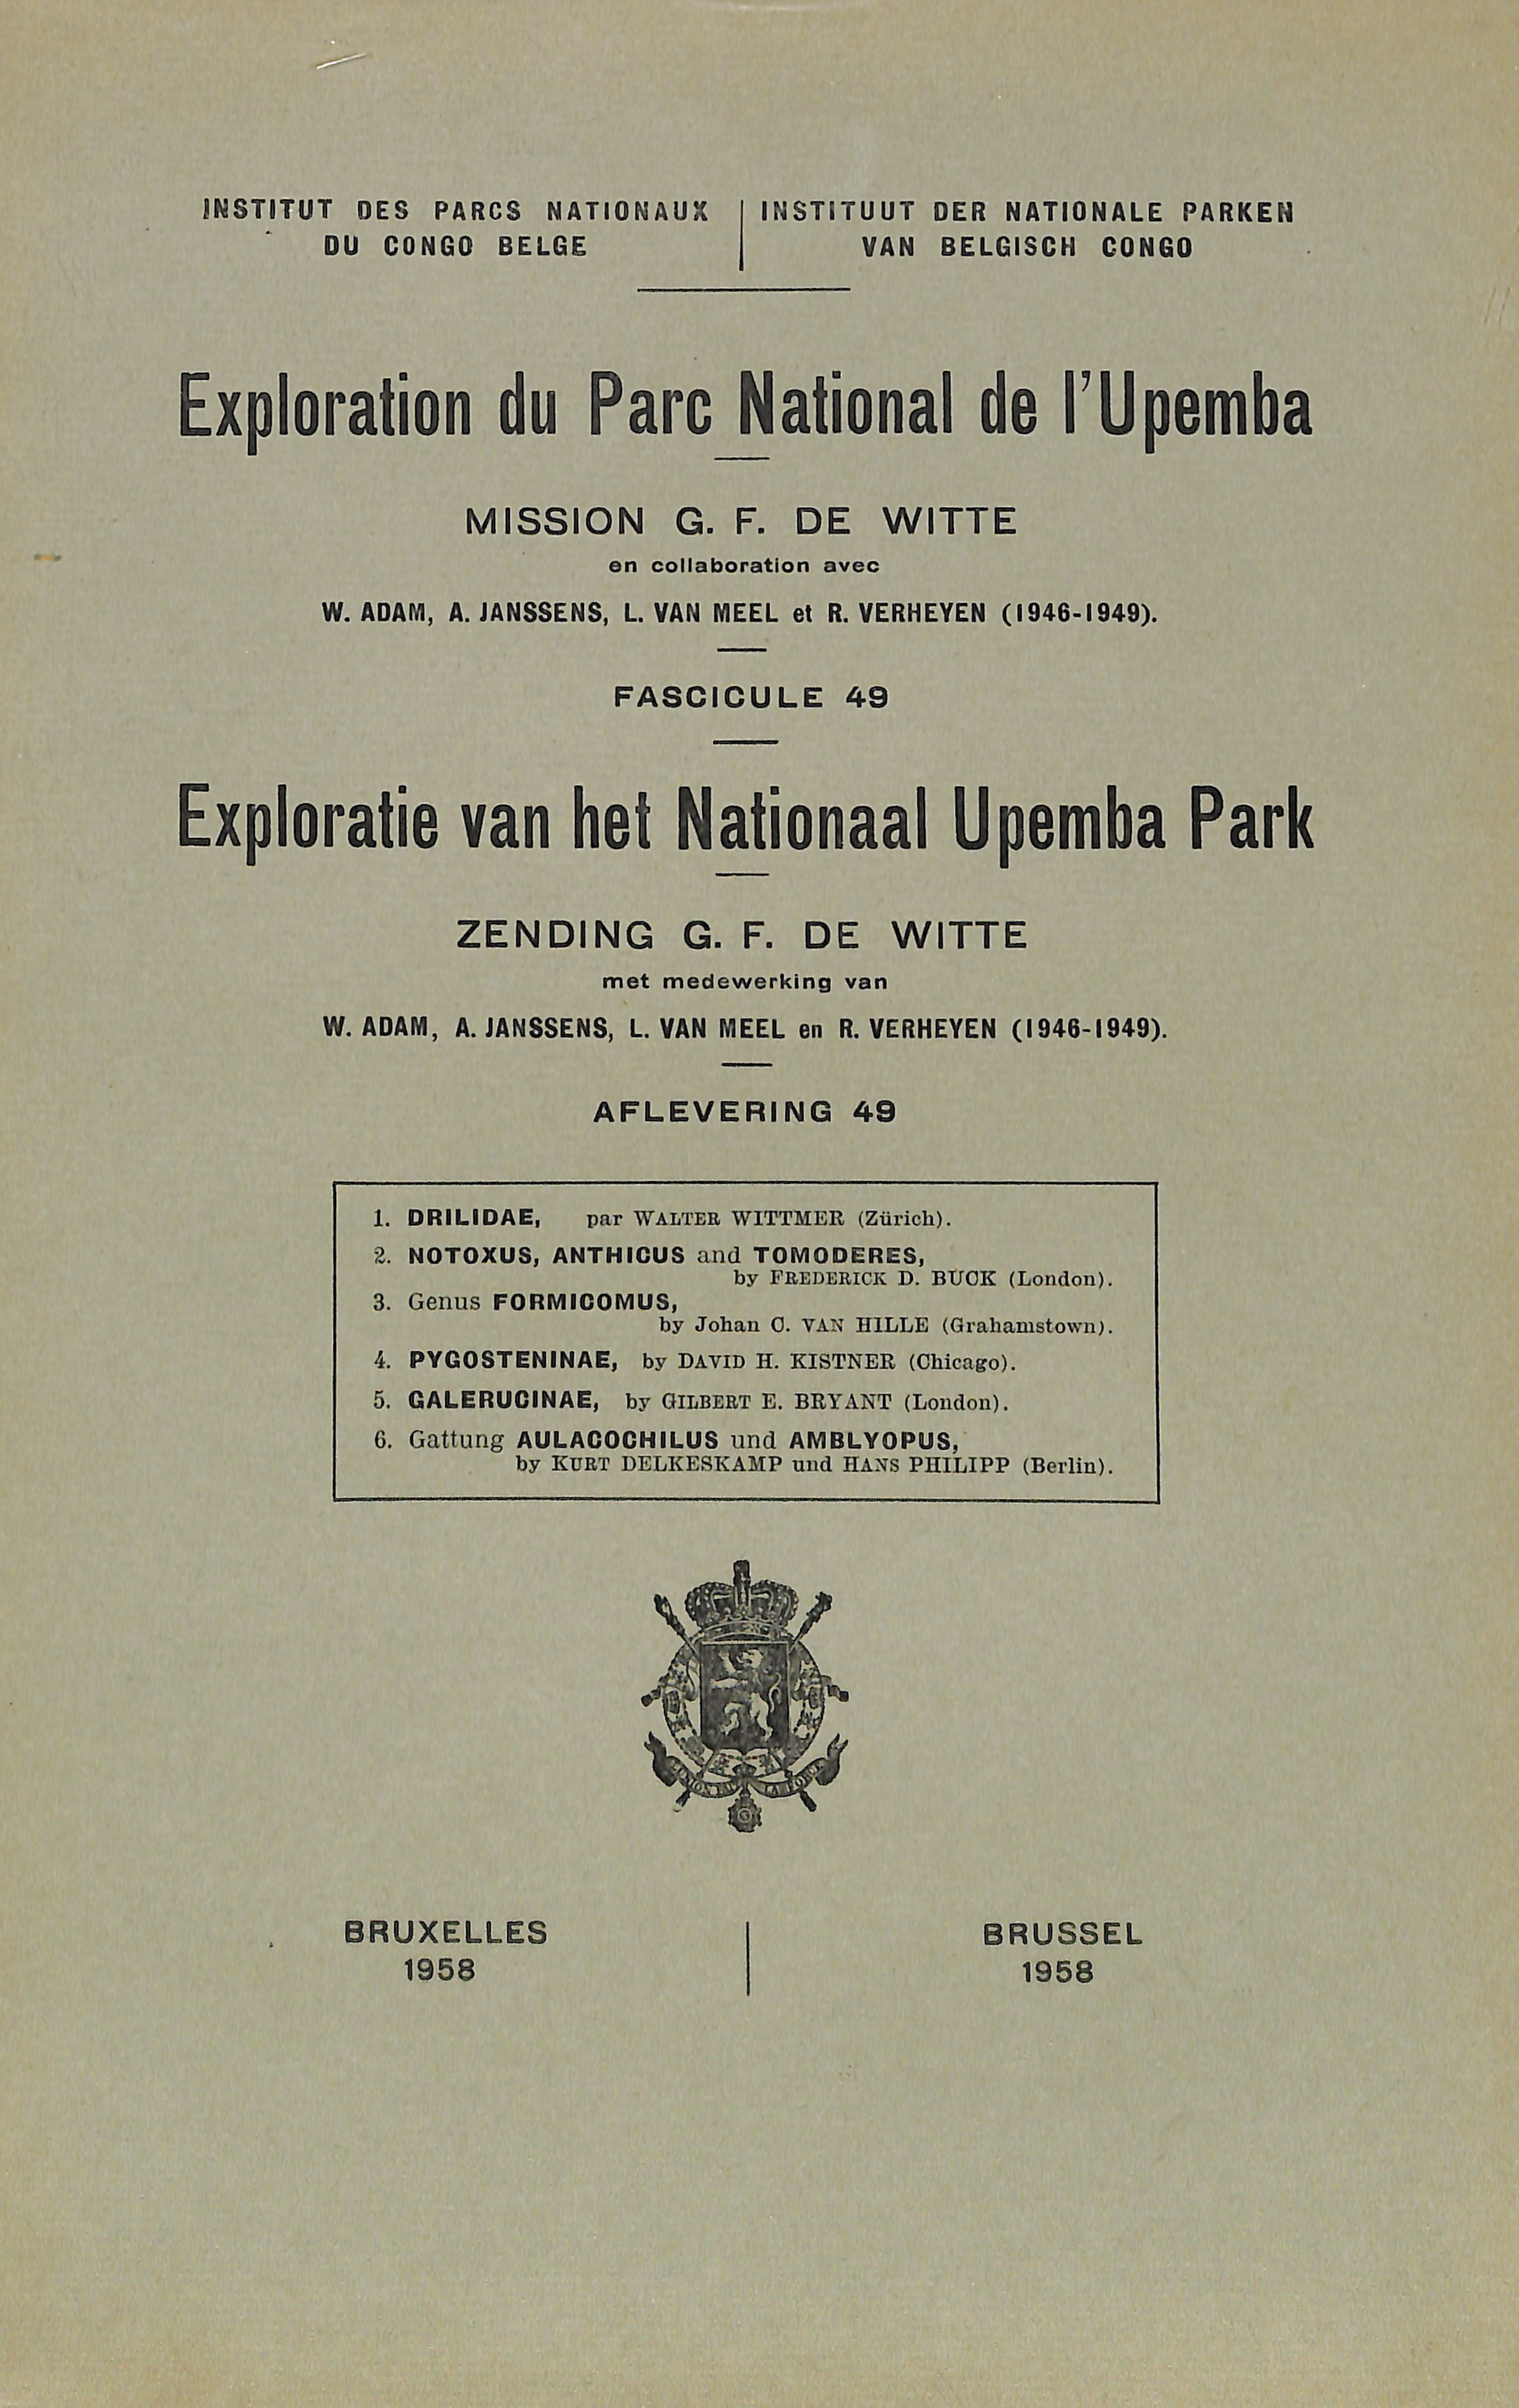 INSTITUT DES PARCS NATIONAUX
DU CONGO BELGE
INSTITUUT DER NATIONALE PARKEN
VAN BELGISCH CONGO
Exploration du Parc National de l'Upemba
MISSION G. F. DE WITTE
en collaboration avec
W. ADAM, A. JANSSENS, L. VAN MEEL et R. VERHEYEN (1946-1949).
FASCICULE 49
Exploratie van het Nationaal Upemba Park
ZENDING G. F. DE WITTE
met medewerking van
W. ADAM, A. JANSSENS, L. VAN MEEL en R. VERHEYEN (1946-1949).
AFLEVERING 49
1. DRILIDAE, par WALTER WITTMER (Zürich).
2. NOTOXUS, ANTHICUS and TOMODERES,
by FREDERICK D. BUCK (London).
3. Genus FORMICOMUS,
by Johan C. VAN HILLE (Grahamstown).
4. PYGOSTENINAE, by DAVID H. KISTNER (Chicago).
5. GALERUCINAE, by GILBERT E. BRYANT (London).
6. Gattung AULACOCHILUS und AMBLYOPUS,
by KURT DELKESKAMP und HANS PHILIPP (Berlin).
L'UNION FAIT LA FORCE
BRUXELLES
1958
BRUSSEL
1958